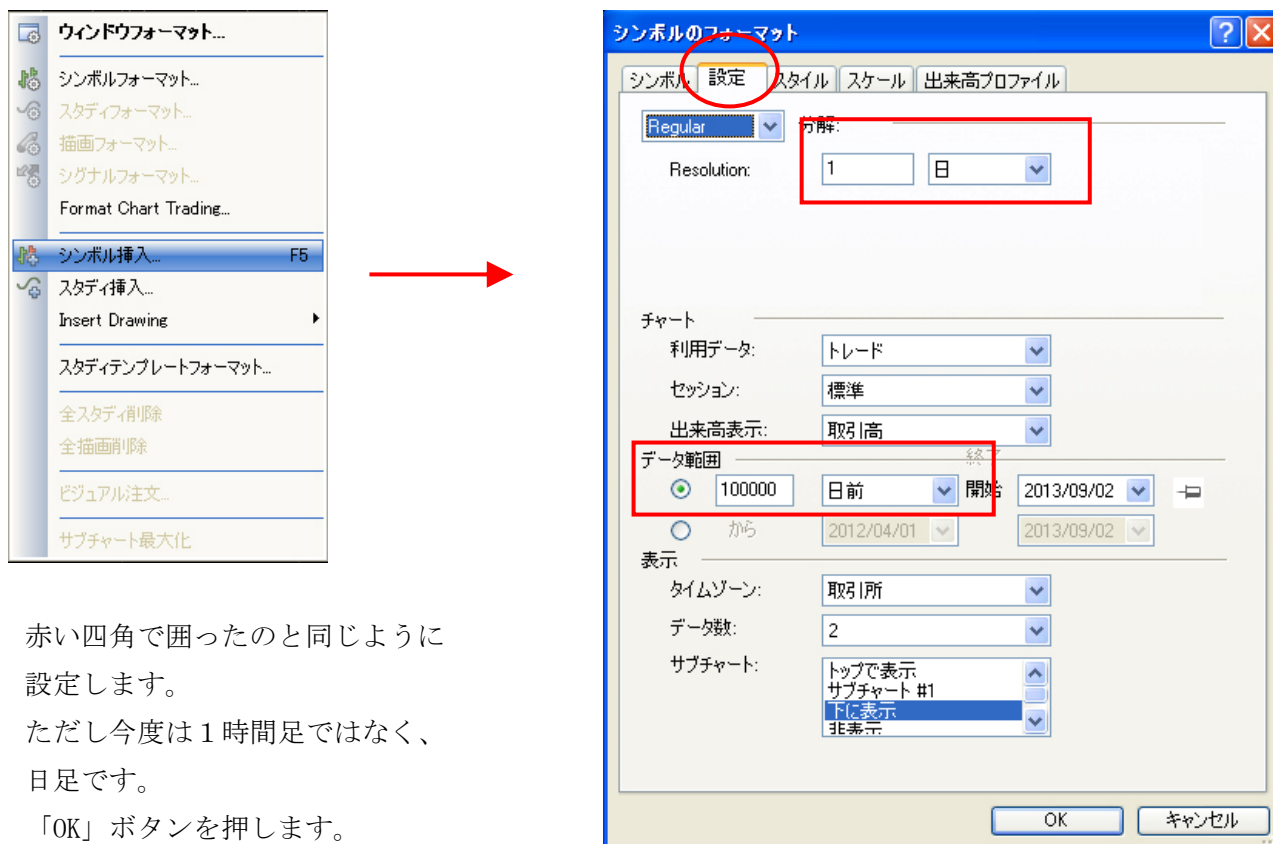 ウィンドウフォーマット...
シンボルフォーマット...
スタディフォーマット...
描画フォーマット...
シグナルフォーマット...
Format Chart Trading...
シンボル挿入... F5
スタディ挿入...
Insert Drawing
スタディテンプレートフォーマット...
全スタディ削除
全描画削除
ビジュアル注文...
サブチャート最大化
赤い四角で囲ったのと同じように
設定します。
ただし今度は１時間足ではなく、
日足です。
「OK」ボタンを押します。
シンボルのフォーマット
シンボル 設定 スタイル スケール 出来高プロファイル
Regular 分解:
Resolution: 1 日
チャート
利用データ: トレード
セッション: 標準
出来高表示: 取引高
データ範囲 終了
100000 日前 開始 2013/09/02
から 2012/04/01 2013/09/02
表示
タイムゾーン: 取引所
データ数: 2
サブチャート: トップで表示
サブチャート #1
下に表示
非表示
OK キャンセル